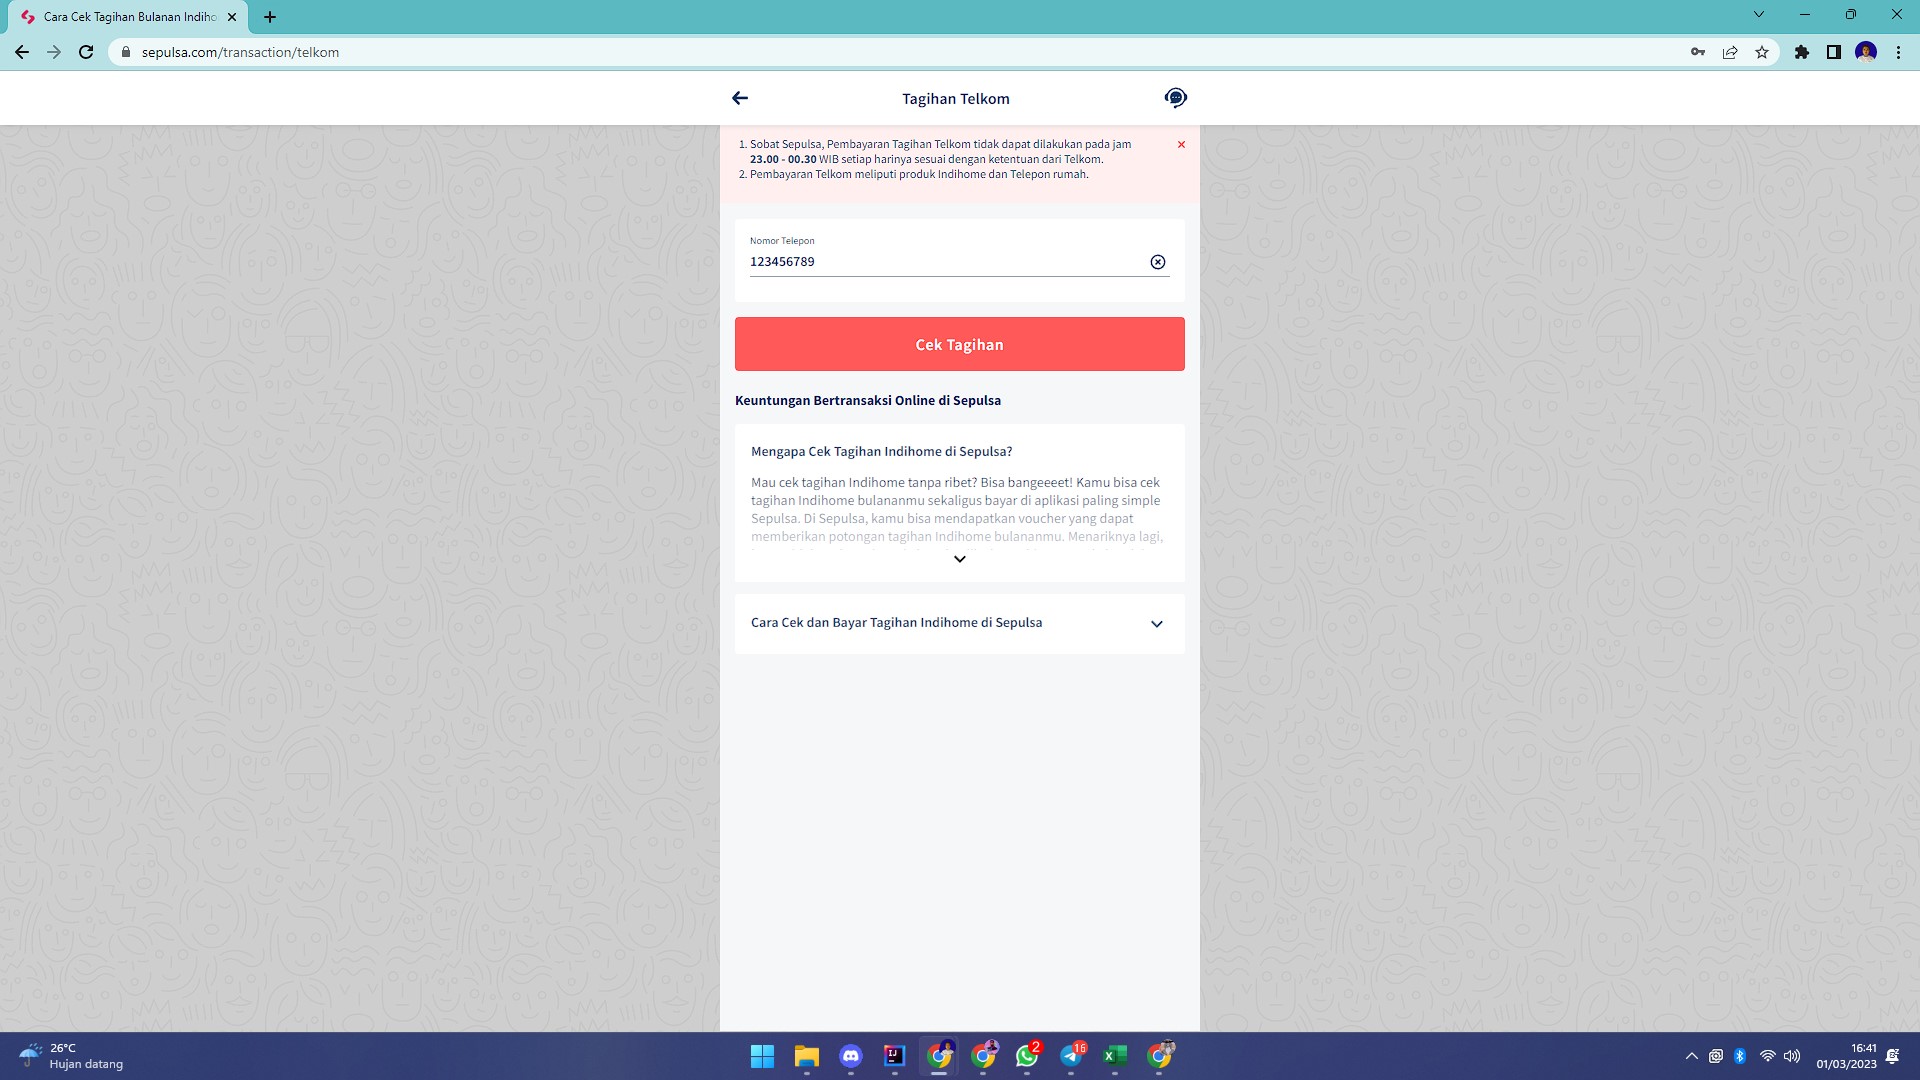 Cara Cek Tagihan Bulanan Indiho
sepulsa.com/transaction/telkom
Tagihan Telkom
1. Sobat Sepulsa, Pembayaran Tagihan Telkom tidak dapat dilakukan pada jam
23.00 - 00.30 WIB setiap harinya sesuai dengan ketentuan dari Telkom.
2. Pembayaran Telkom meliputi produk Indihome dan Telepon rumah.
Nomor Telepon
123456789
Cek Tagihan
Keuntungan Bertransaksi Online di Sepulsa
Mengapa Cek Tagihan Indihome di Sepulsa?
Mau cek tagihan Indihome tanpa ribet? Bisa bangeeeet! Kamu bisa cek
tagihan Indihome bulananmu sekaligus bayar di aplikasi paling simple
Sepulsa. Di Sepulsa, kamu bisa mendapatkan voucher yang dapat
memberikan potongan tagihan Indihome bulananmu. Menariknya lagi,
Cara Cek dan Bayar Tagihan Indihome di Sepulsa
26°C
Hujan datang
IJ
2
16
16:41
01/03/2023